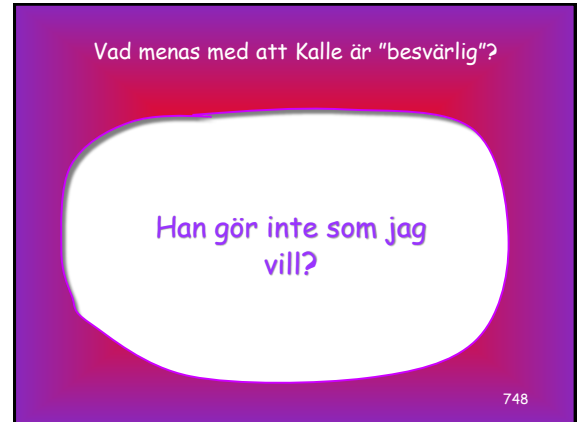 Vad menas med att Kalle är ”besvärlig”?
Han gör inte som jag
vill?
748